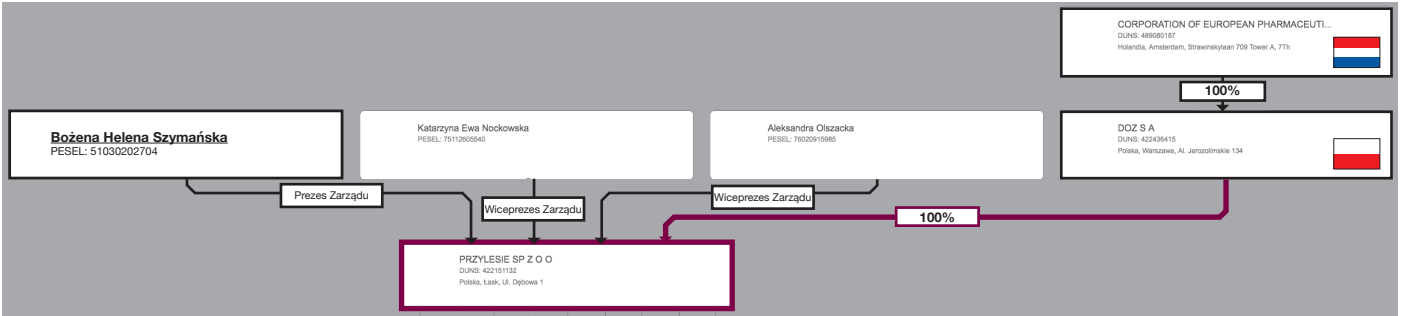 CORPORATION OF EUROPEAN PHARMACEUTI...
DUNS: 489080187
Holandia, Amsterdam, Strawinskylaan 709 Tower A, 7Th
100%
Bożena Helena Szymańska
PESEL: 51030202704
Katarzyna Ewa Nockowska
PESEL: 75112605540
Aleksandra Olszacka
PESEL: 76020915985
DOZ S A
DUNS: 422436415
Polska, Warszawa, Al. Jerozolimskie 134
Prezes Zarządu
Wiceprezes Zarządu
Wiceprezes Zarządu
100%
PRZYLESIE SP Z O O
DUNS: 422151132
Polska, Łask, Ul. Dębowa 1